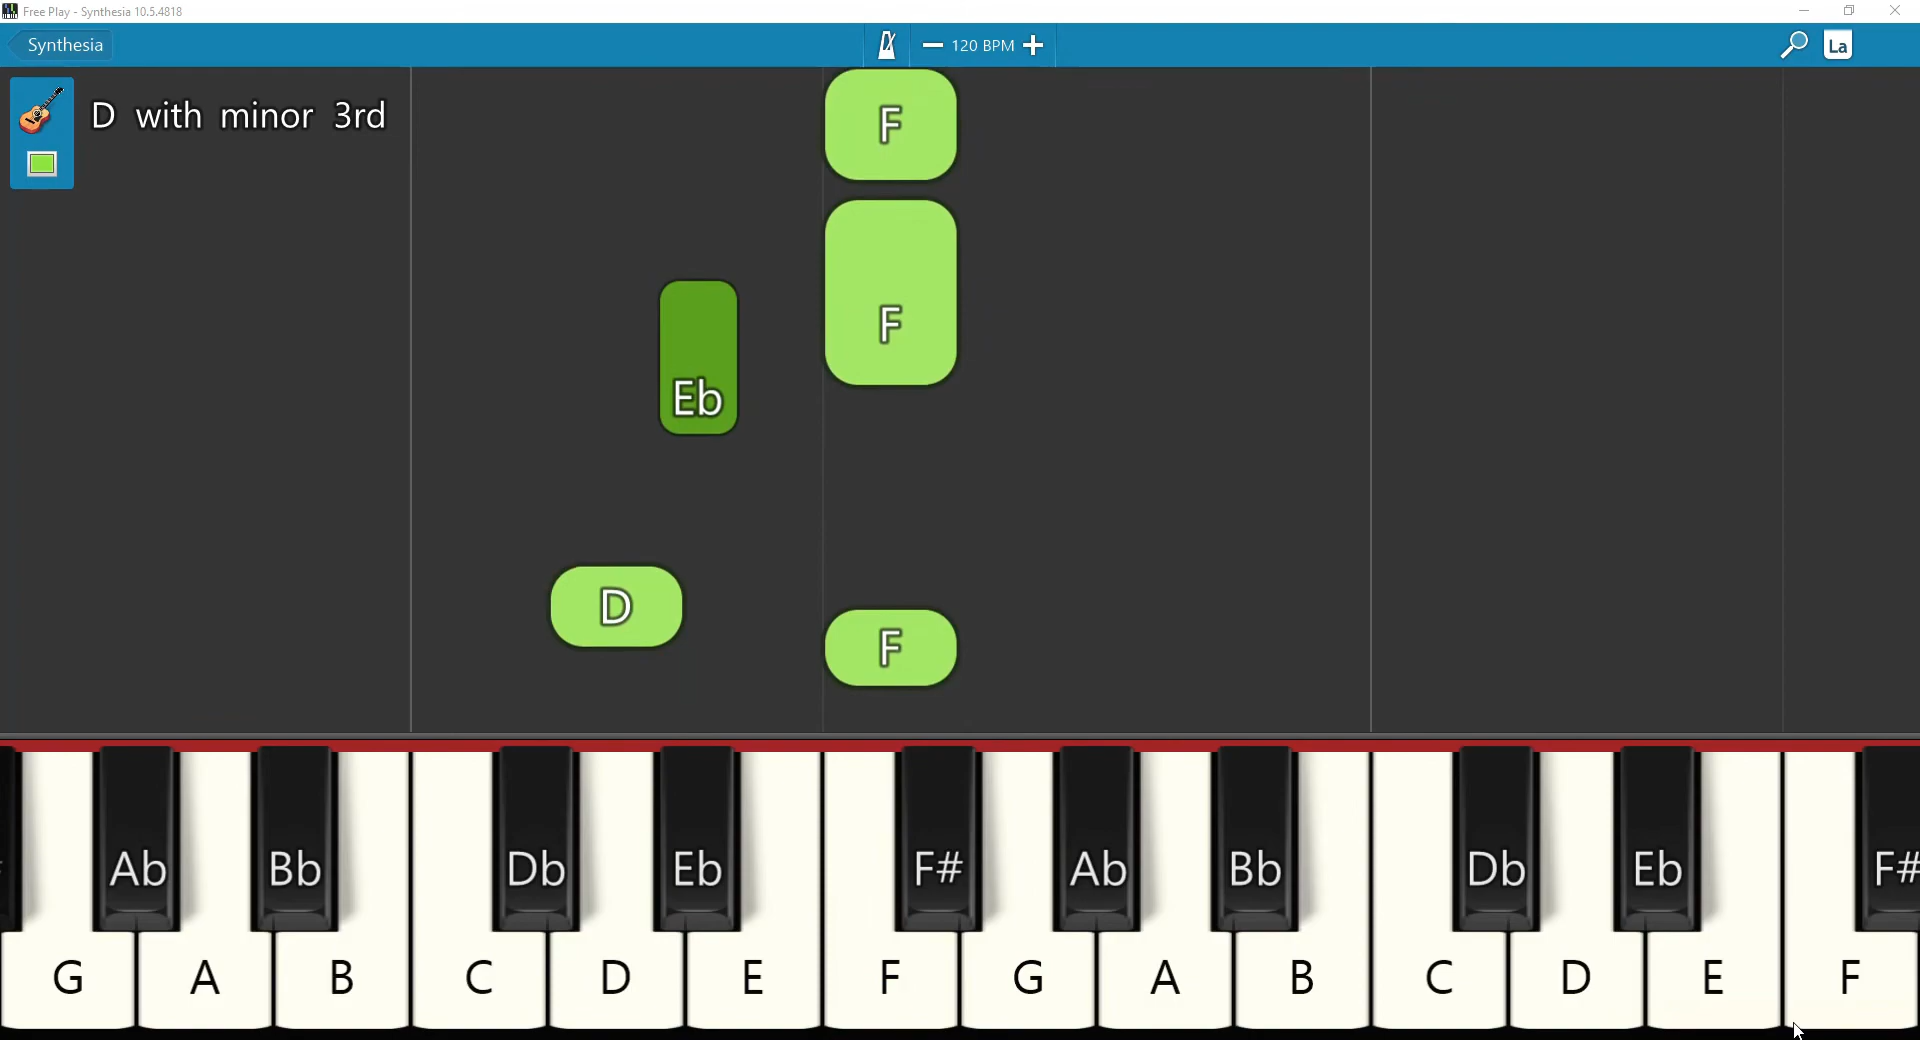 Free Play - Synthesia 10.5.4818
Synthesia
120 BPM
La
D with minor 3rd
F
F
Eb
D
F
Ab Bb Db Eb F# Ab Bb Db Eb F#
G A B C D E F G A B C D E F